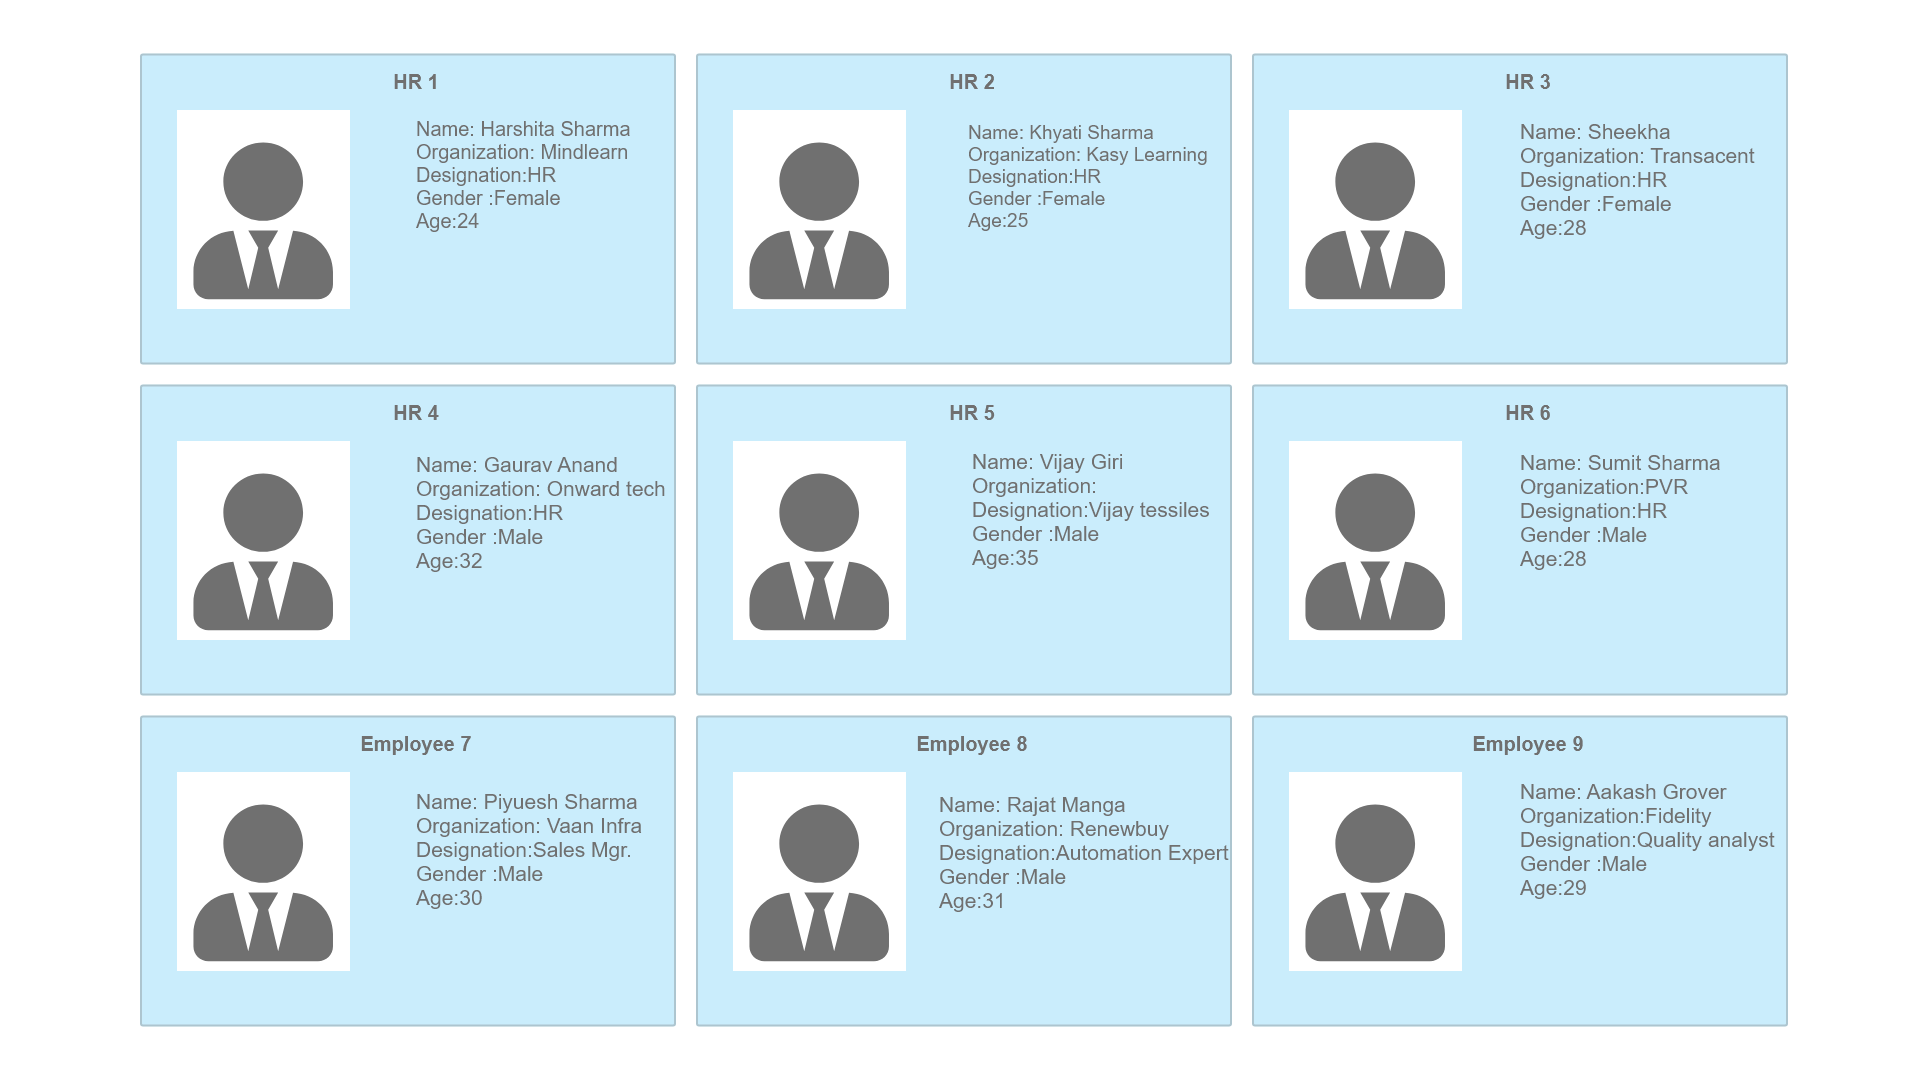 HR 1
Name: Harshita Sharma
Organization: Mindlearn
Designation:HR
Gender :Female
Age:24
HR 2
Name: Khyati Sharma
Organization: Kasy Learning
Designation:HR
Gender :Female
Age:25
HR 3
Name: Sheekha
Organization: Transacent
Designation:HR
Gender :Female
Age:28
HR 4
Name: Gaurav Anand
Organization: Onward tech
Designation:HR
Gender :Male
Age:32
HR 5
Name: Vijay Giri
Organization:
Designation:Vijay tessiles
Gender :Male
Age:35
HR 6
Name: Sumit Sharma
Organization:PVR
Designation:HR
Gender :Male
Age:28
Employee 7
Name: Piyuesh Sharma
Organization: Vaan Infra
Designation:Sales Mgr.
Gender :Male
Age:30
Employee 8
Name: Rajat Manga
Organization: Renewbuy
Designation:Automation Expert
Gender :Male
Age:31
Employee 9
Name: Aakash Grover
Organization:Fidelity
Designation:Quality analyst
Gender :Male
Age:29